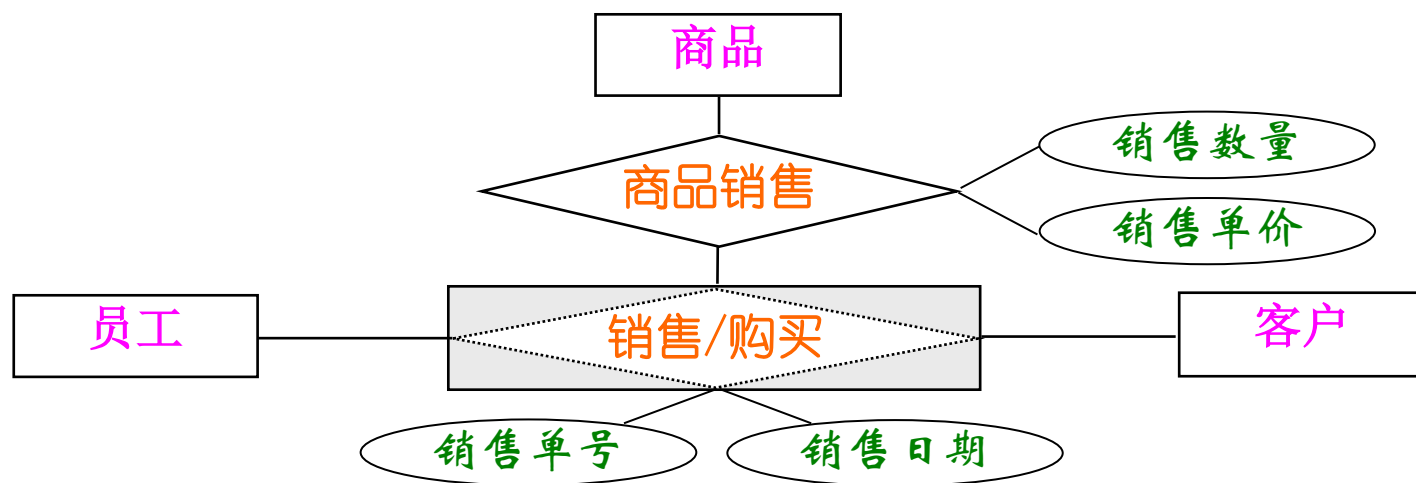 商品
销售数量
商品销售
销售单价
员工
销售/购买
客户
销售单号
销售日期